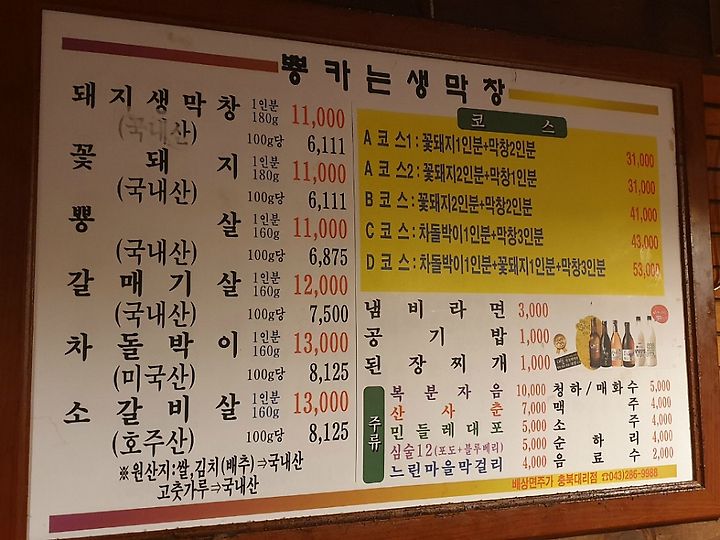 뽕카는생막창
돼지생막창 1인분 180g 11,000
(국내산) 100g당 6,111
꽃돼지 1인분 180g 11,000
(국내산) 100g당 6,111
뽕살 1인분 160g 11,000
(국내산) 100g당 6,875
갈매기살 1인분 160g 12,000
(국내산) 100g당 7,500
차돌박이 1인분 160g 13,000
(미국산) 100g당 8,125
소갈비살 1인분 160g 13,000
(호주산) 100g당 8,125
※원산지:쌀,김치(배추)⇒국내산
고춧가루⇒국내산
코스
A 코스1 : 꽃돼지1인분+막창2인분 31,000
A 코스2 : 꽃돼지2인분+막창1인분 31,000
B 코스 : 꽃돼지2인분+막창2인분 41,000
C 코스 : 차돌박이1인분+막창3인분 43,000
D 코스 : 차돌박이1인분+꽃돼지1인분+막창3인분 53,000
냄비라면 3,000
공기밥 1,000
된장찌개 1,000
주류
복분자음 10,000 청하/매화수 5,000
산사춘 7,000 맥주 4,000
민들레대포 5,000 소주 4,000
심술12(포도+블루베리) 5,000 순하리 4,000
느린마을막걸리 4,000 음료수 2,000
배상면주가 충북대리점 ☎043)286-9988